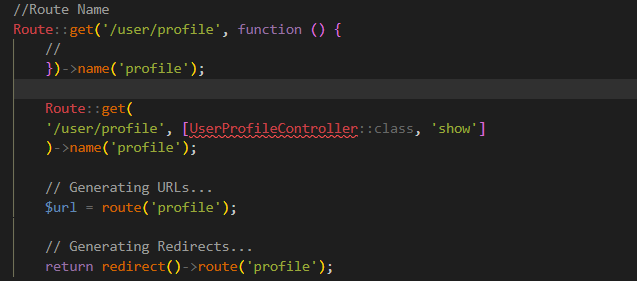 //Route Name
Route::get('/user/profile', function () {
//
})->name('profile');
Route::get(
'/user/profile', [UserProfileController::class, 'show']
)->name('profile');
// Generating URLs...
$url = route('profile');
// Generating Redirects...
return redirect()->route('profile');